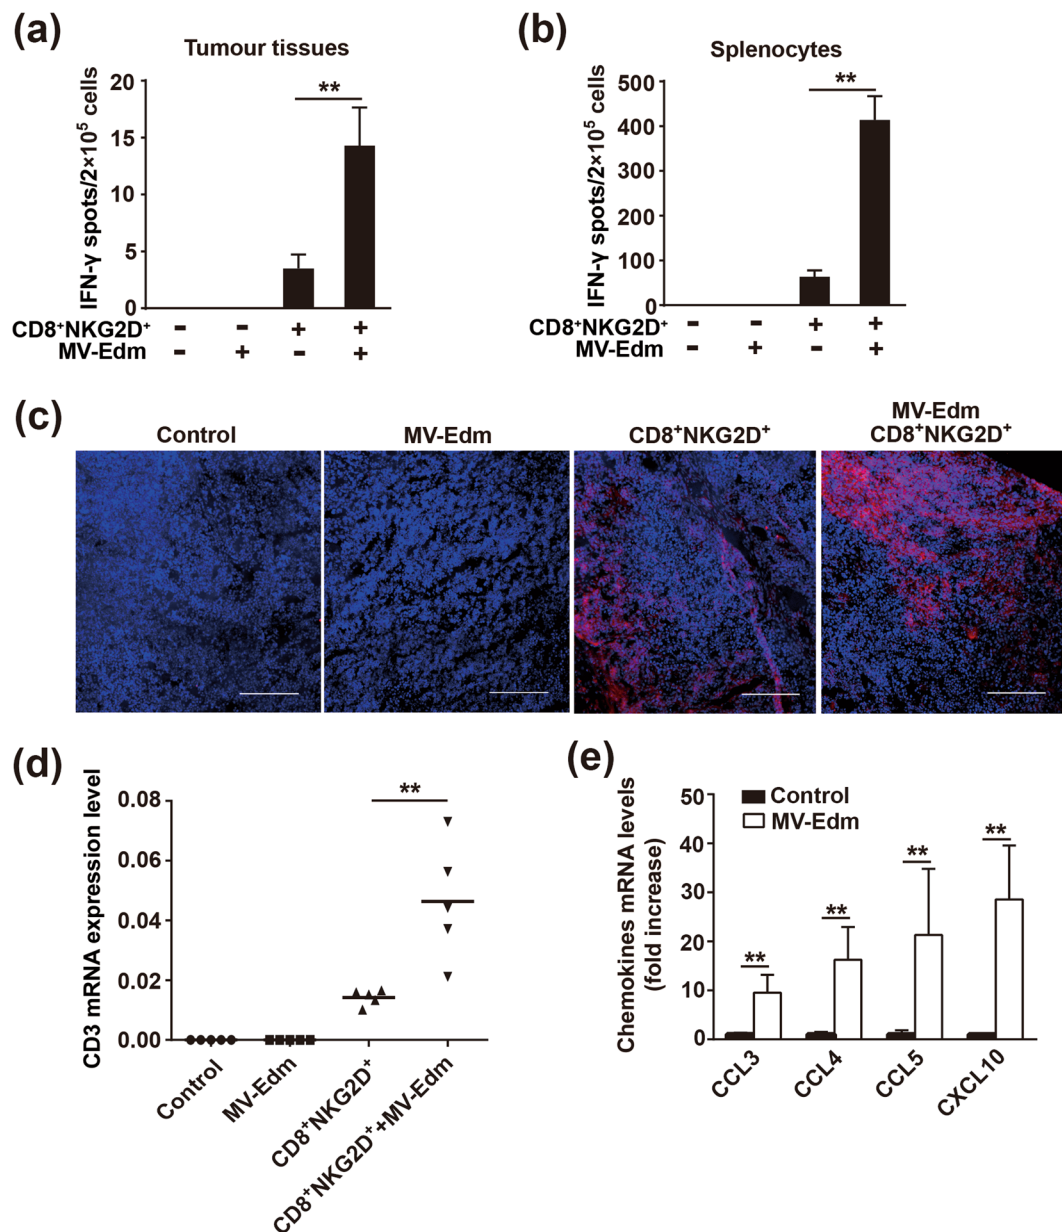 (a)
Tumour tissues
IFN-γ spots/2×10⁵ cells
20
15
10
5
0
**
CD8⁺NKG2D⁺ - - + +
MV-Edm - + - +
(b)
Splenocytes
IFN-γ spots/2×10⁵ cells
500
400
300
200
100
0
**
CD8⁺NKG2D⁺ - - + +
MV-Edm - + - +
(c)
Control
MV-Edm
CD8⁺NKG2D⁺
MV-Edm
CD8⁺NKG2D⁺
(d)
CD3 mRNA expression level
0.08
0.06
0.04
0.02
0.00
**
Control
MV-Edm
CD8⁺NKG2D⁺
CD8⁺NKG2D⁺+MV-Edm
(e)
Chemokines mRNA levels
(fold increase)
50
40
30
20
10
0
Control
MV-Edm
**
**
**
**
CCL3
CCL4
CCL5
CXCL10